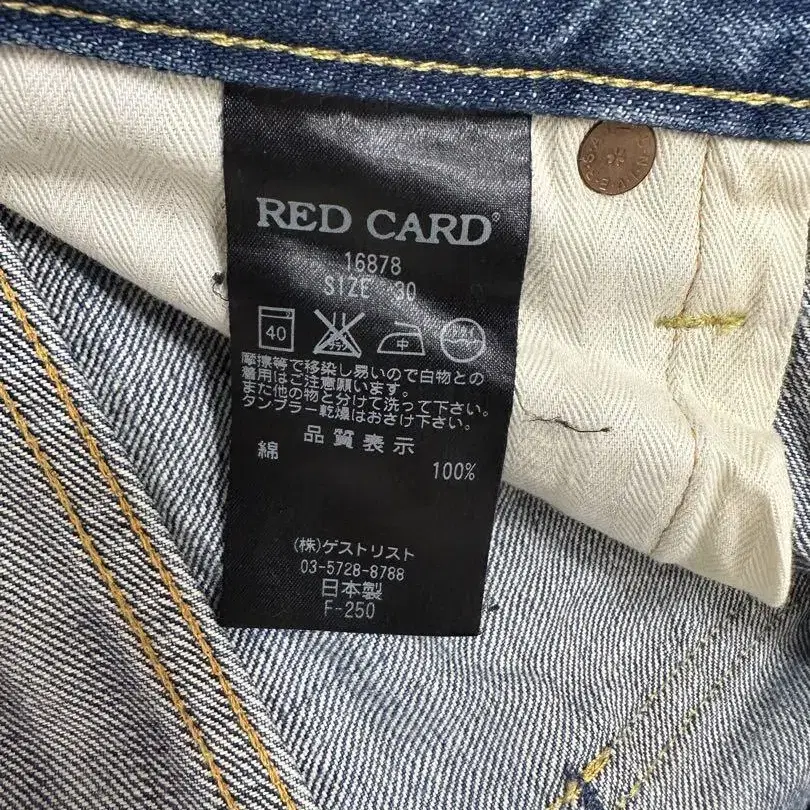 RED CARD®
16878
SIZE 30
40
中
摩擦等で移染し易いので白物との
着用はご注意願います。
また他の物と分けて洗って下さい。
タンブラー乾燥はおさけ下さい。
品質表示
綿
100%
(株)ゲストリスト
03-5728-8788
日本製
F-250